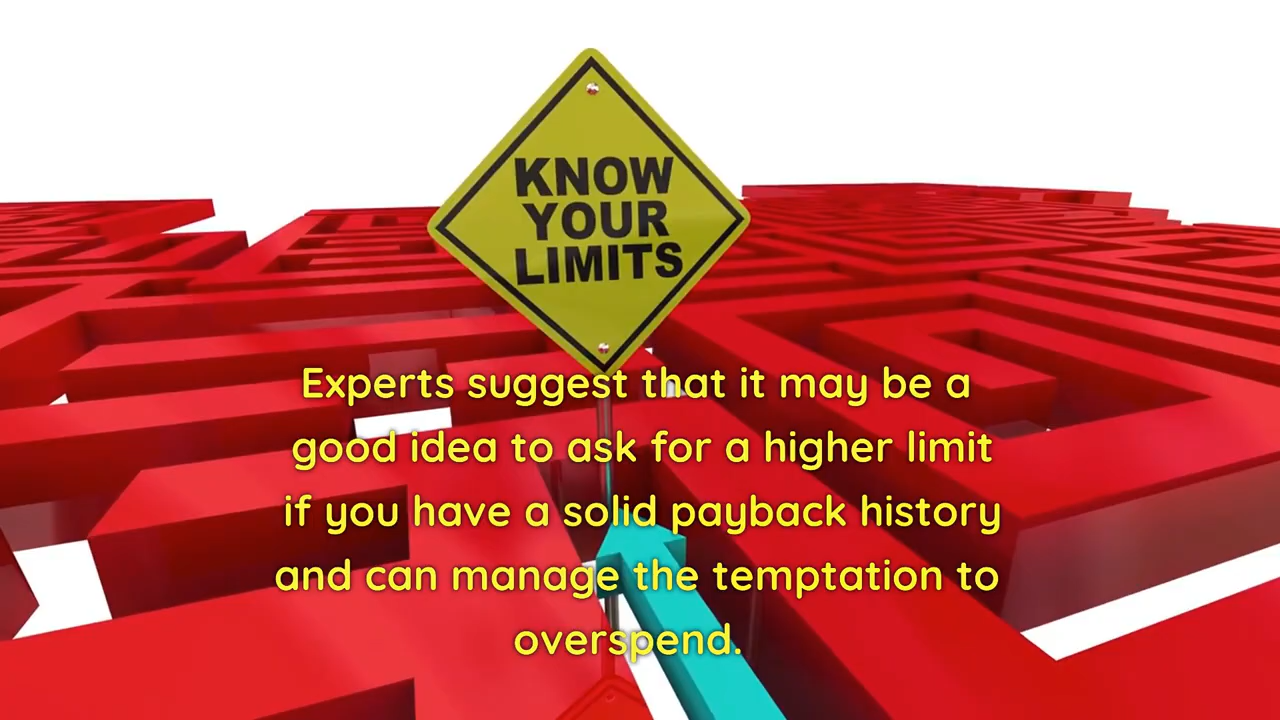 KNOW
YOUR
LIMITS
Experts suggest that it may be a
good idea to ask for a higher limit
if you have a solid payback history
and can manage the temptation to
overspend.